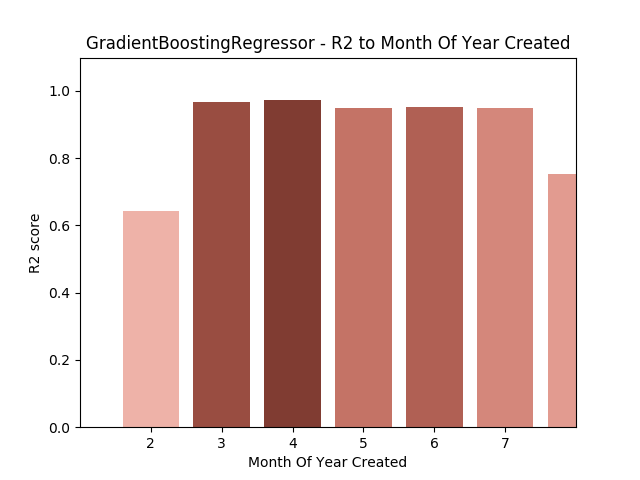 GradientBoostingRegressor - R2 to Month Of Year Created
1.0
0.8
0.6
0.4
0.2
0.0
R2 score
2 3 4 5 6 7
Month Of Year Created